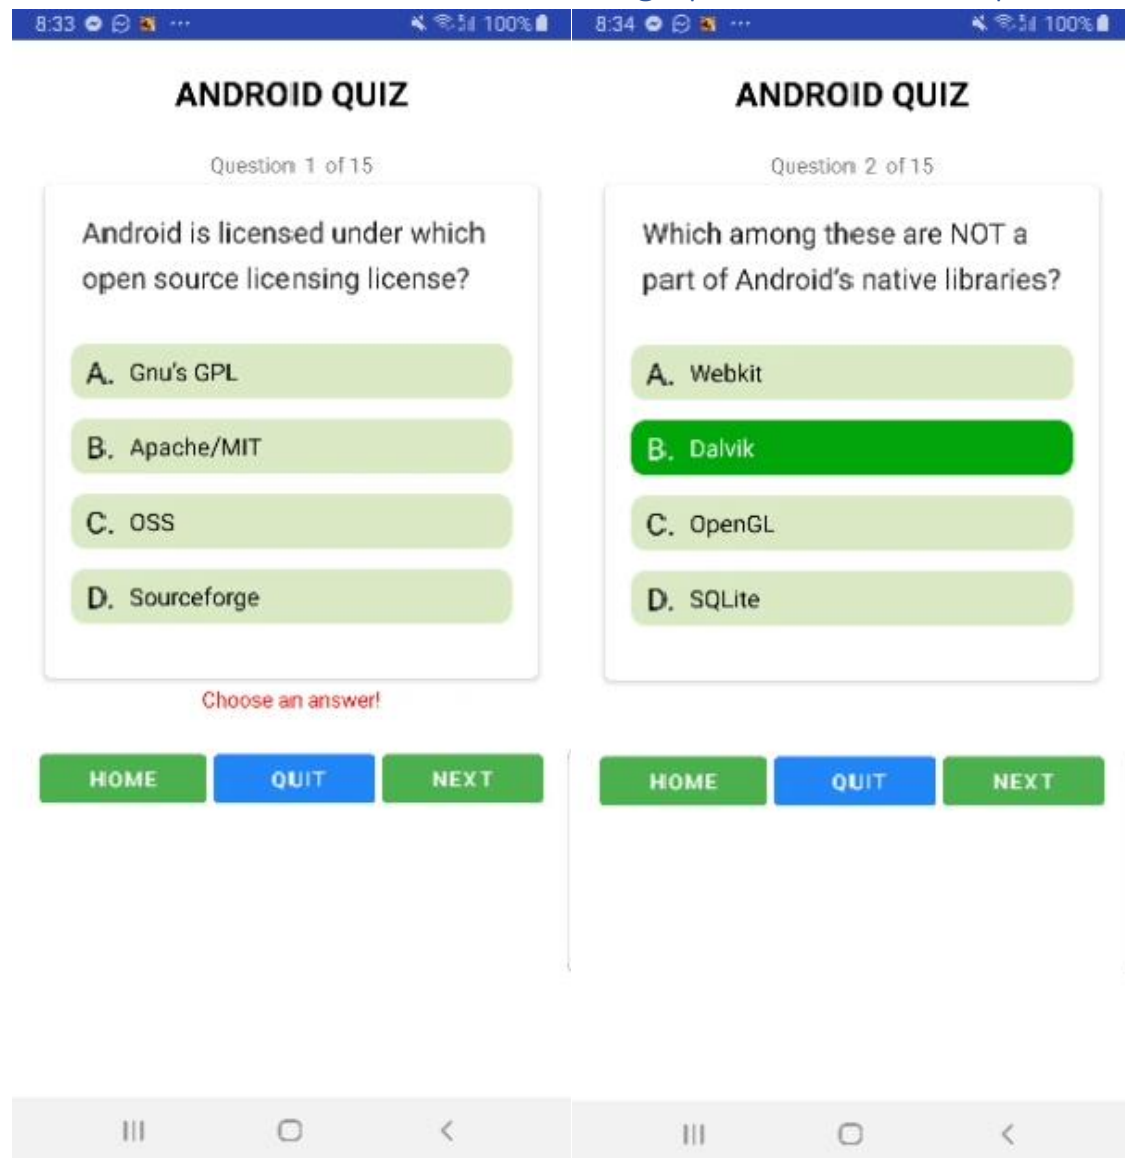 8:33 100%
ANDROID QUIZ
Question 1 of 15
Android is licensed under which
open source licensing license?
A. Gnu's GPL
B. Apache/MIT
C. OSS
D. Sourceforge
Choose an answer!
HOME QUIT NEXT
8:34 100%
ANDROID QUIZ
Question 2 of 15
Which among these are NOT a
part of Android's native libraries?
A. Webkit
B. Dalvik
C. OpenGL
D. SQLite
HOME QUIT NEXT